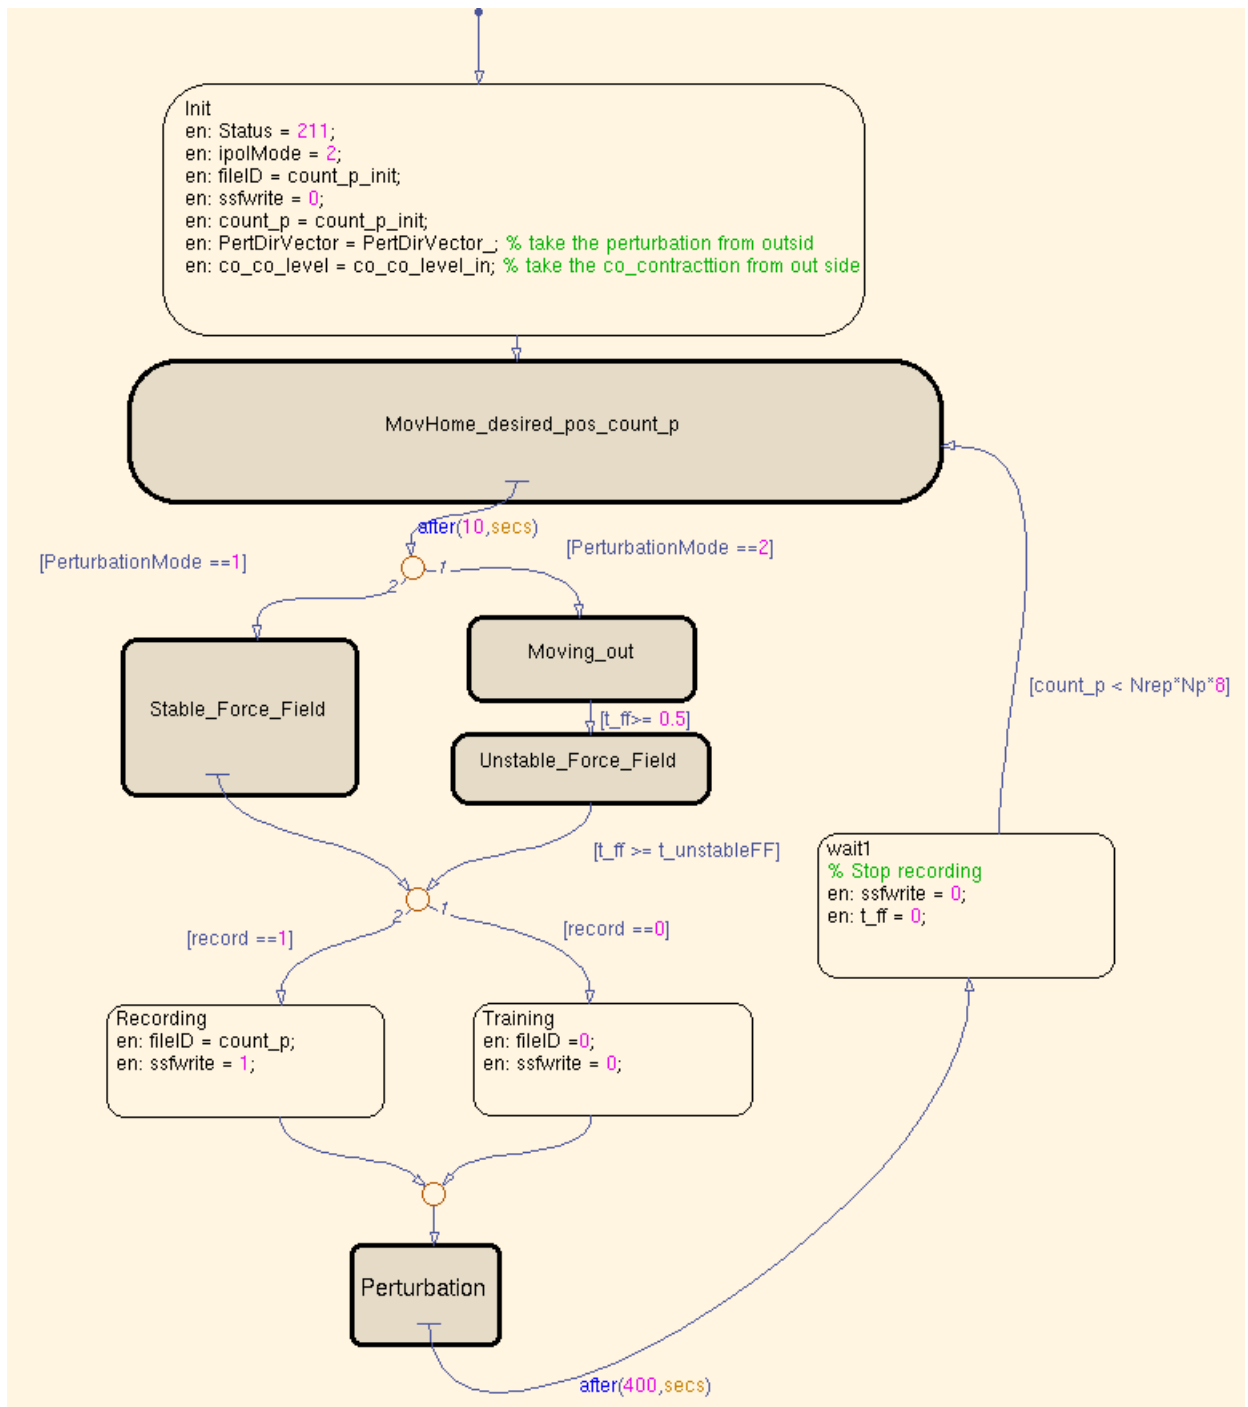 Init
en: Status = 211;
en: ipolMode = 2;
en: fileID = count_p_init;
en: ssfwrite = 0;
en: count_p = count_p_init;
en: PertDirVector = PertDirVector_; % take the perturbation from outsid
en: co_co_level = co_co_level_in; % take the co_contracttion from out side
MovHome_desired_pos_count_p
after(10,secs)
[PerturbationMode ==1]
[PerturbationMode ==2]
2
1
Moving_out
Stable_Force_Field
[t_ff>= 0.5]
Unstable_Force_Field
[count_p < Nrep*Np*8]
[t_ff >= t_unstableFF]
wait1
% Stop recording
en: ssfwrite = 0;
en: t_ff = 0;
2
1
[record ==1]
[record ==0]
Recording
en: fileID = count_p;
en: ssfwrite = 1;
Training
en: fileID =0;
en: ssfwrite = 0;
Perturbation
after(400,secs)